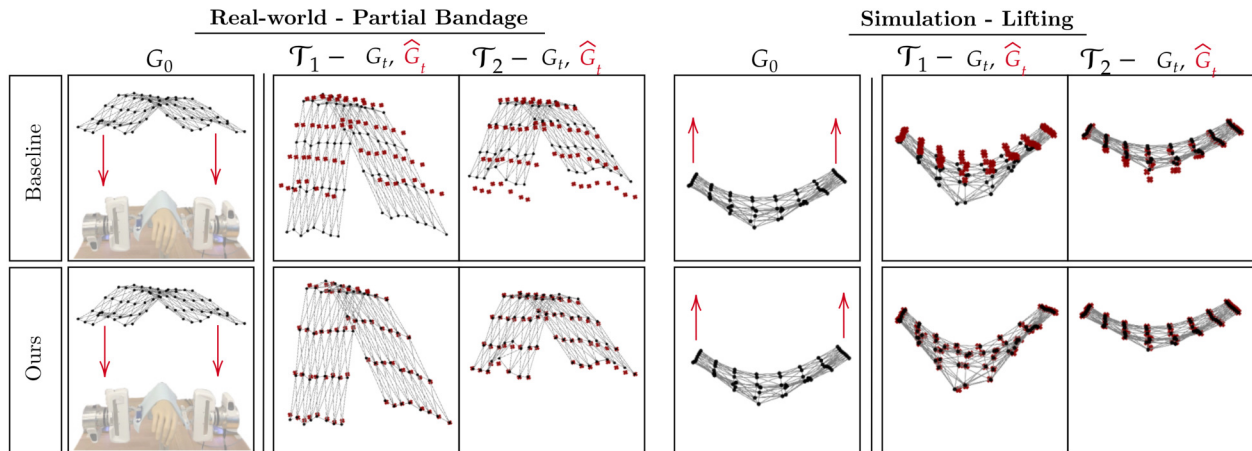 Real-world - Partial Bandage
Simulation - Lifting
G₀
𝒯₁ − Gₜ, Ĝₜ
𝒯₂ − Gₜ, Ĝₜ
G₀
𝒯₁ − Gₜ, Ĝₜ
𝒯₂ − Gₜ, Ĝₜ
Baseline
Ours